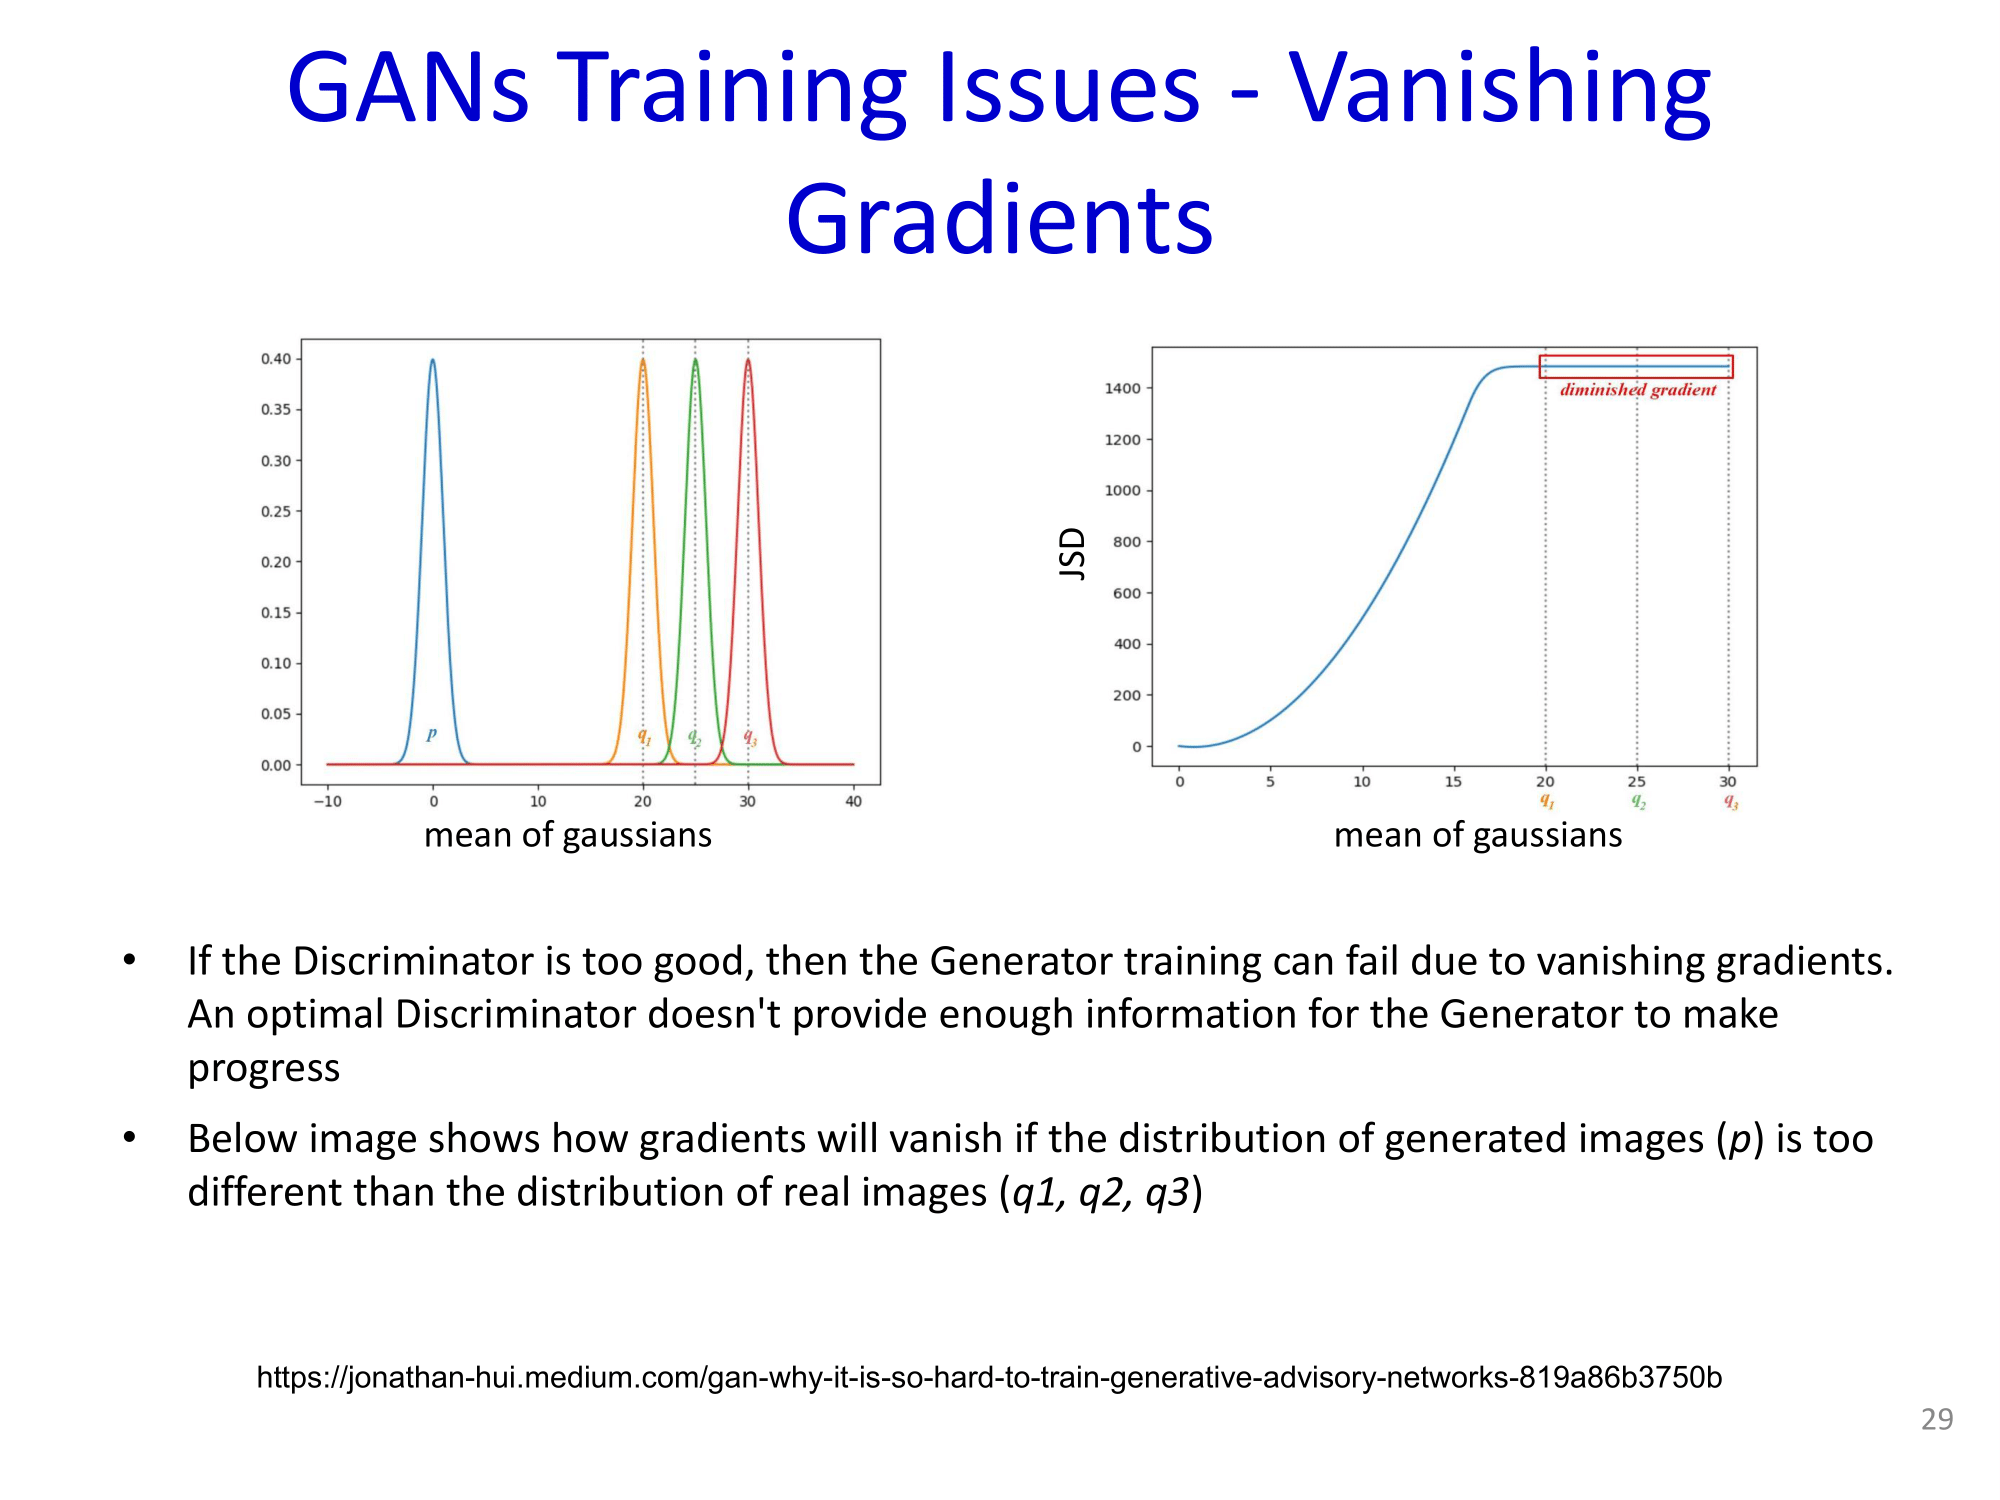 GANs Training Issues - Vanishing
Gradients
0.40
0.35
0.30
0.25
0.20
0.15
0.10
0.05
0.00
p
q1
q2
q3
−10
0
10
20
30
40
mean of gaussians
JSD
1400
1200
1000
800
600
400
200
0
diminished gradient
0
5
10
15
20
25
30
q1
q2
q3
mean of gaussians
• If the Discriminator is too good, then the Generator training can fail due to vanishing gradients.
An optimal Discriminator doesn't provide enough information for the Generator to make
progress
• Below image shows how gradients will vanish if the distribution of generated images (p) is too
different than the distribution of real images (q1, q2, q3)
https://jonathan-hui.medium.com/gan-why-it-is-so-hard-to-train-generative-advisory-networks-819a86b3750b
29